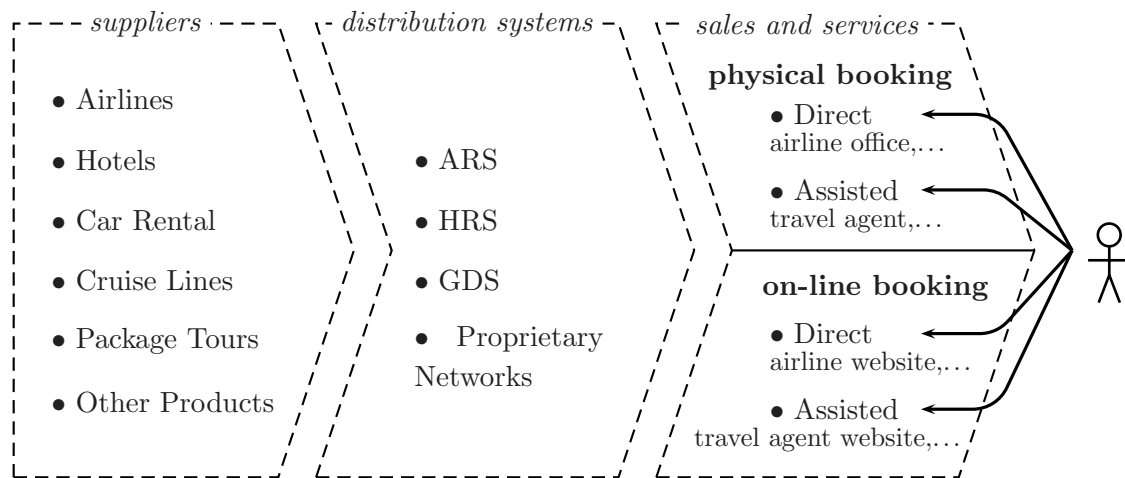 suppliers
• Airlines
• Hotels
• Car Rental
• Cruise Lines
• Package Tours
• Other Products
distribution systems
• ARS
• HRS
• GDS
• Proprietary
Networks
sales and services
physical booking
• Direct
airline office,...
• Assisted
travel agent,...
on-line booking
• Direct
airline website,...
• Assisted
travel agent website,...